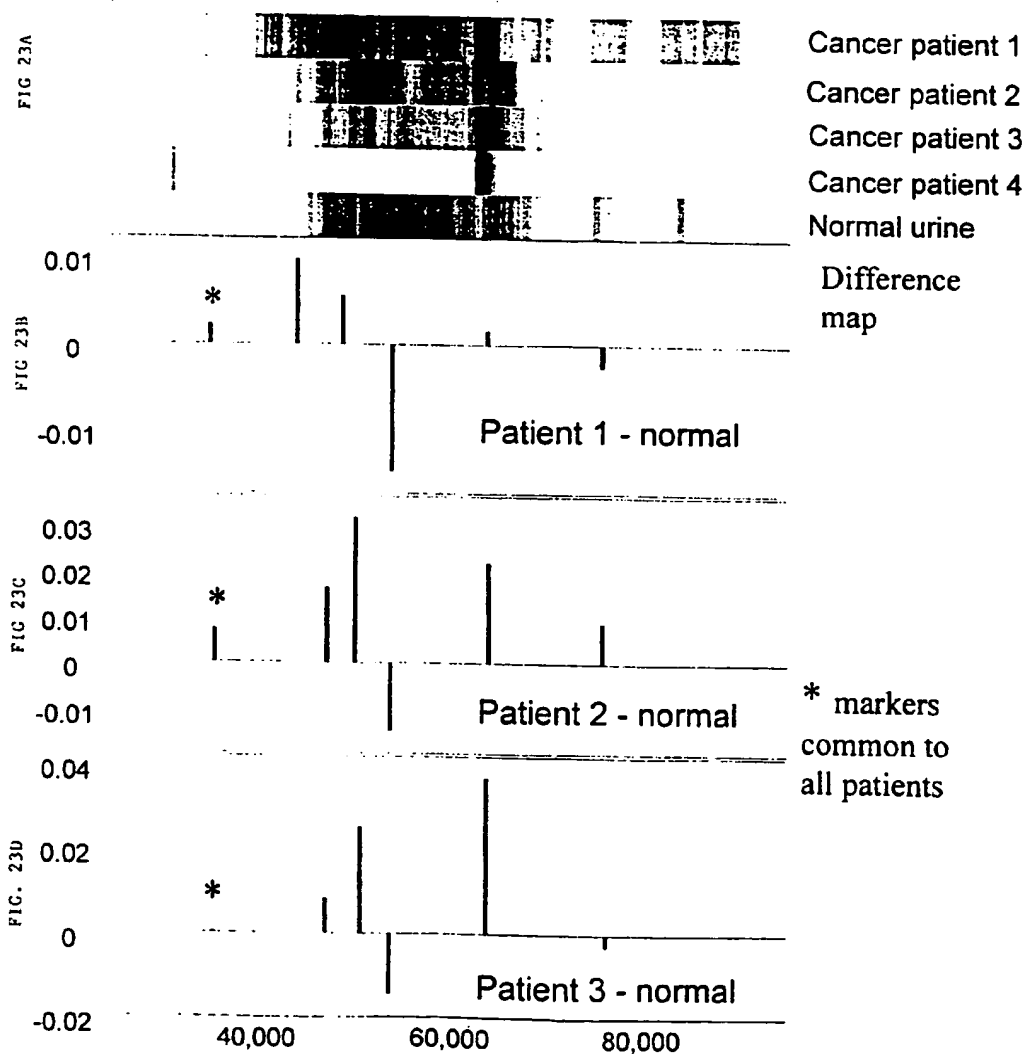 FIG 23A
Cancer patient 1
Cancer patient 2
Cancer patient 3
Cancer patient 4
Normal urine
Difference
map
FIG 23B
0.01
*
0
-0.01
Patient 1 - normal
FIG 23C
0.03
0.02
*
0.01
0
-0.01
Patient 2 - normal
* markers
common to
all patients
FIG. 23D
0.04
0.02
*
0
Patient 3 - normal
-0.02
40,000
60,000
80,000